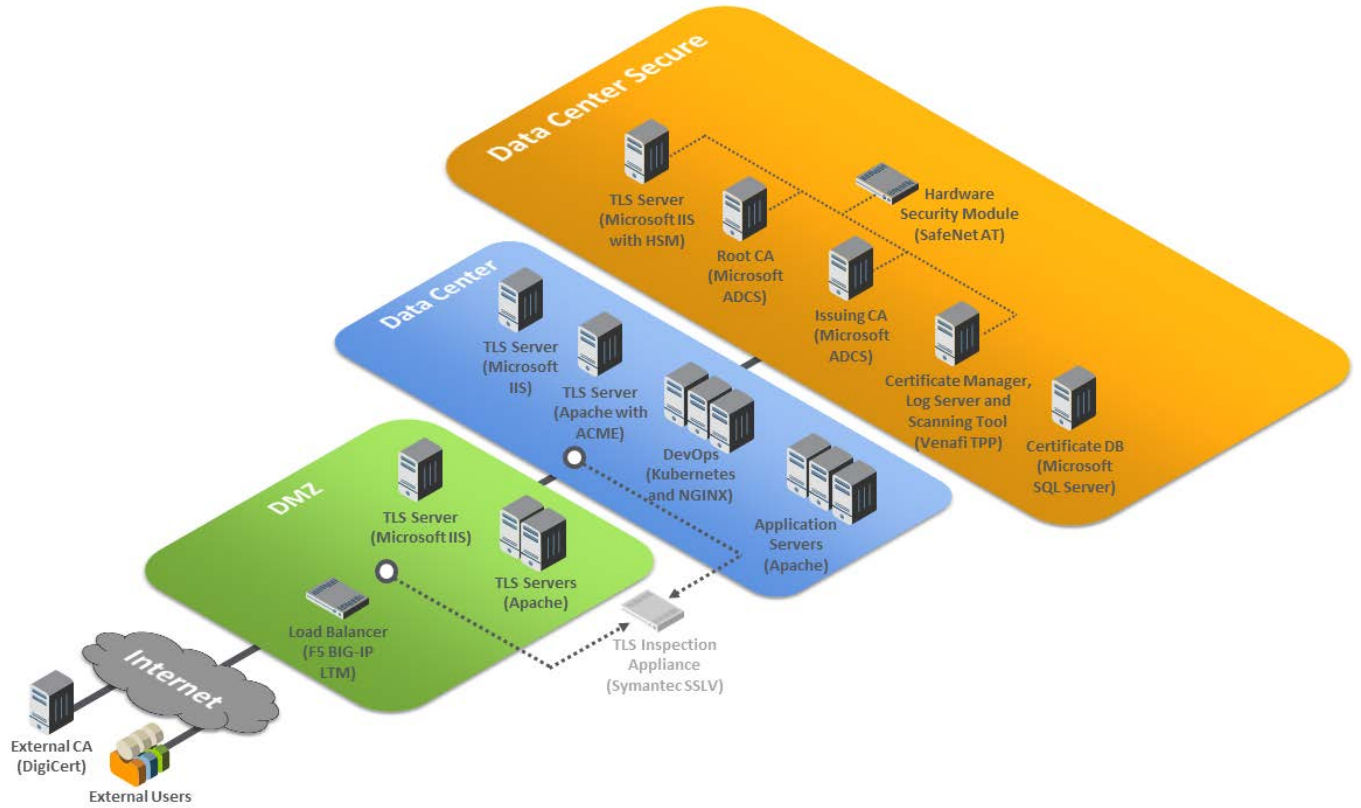 Data Center Secure
TLS Server
(Microsoft IIS
with HSM)
Root CA
(Microsoft
ADCS)
Hardware
Security Module
(SafeNet AT)
Issuing CA
(Microsoft
ADCS)
Certificate Manager,
Log Server and
Scanning Tool
(Venafi TPP)
Certificate DB
(Microsoft
SQL Server)
Data Center
TLS Server
(Microsoft
IIS)
TLS Server
(Apache with
ACME)
DevOps
(Kubernetes
and NGINX)
Application
Servers
(Apache)
DMZ
TLS Server
(Microsoft IIS)
TLS Servers
(Apache)
Load Balancer
(F5 BIG-IP
LTM)
TLS Inspection
Appliance
(Symantec SSLV)
Internet
External CA
(DigiCert)
External Users